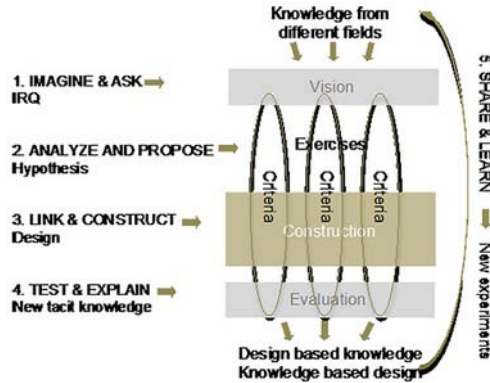 Knowledge from
different fields
1. IMAGINE & ASK
IRQ
Vision
2. ANALYZE AND PROPOSE
Hypothesis
Exercises
Criteria
Criteria
Criteria
3. LINK & CONSTRUCT
Design
Construction
4. TEST & EXPLAIN
New tacit knowledge
Evaluation
Design based knowledge
Knowledge based design
5. SHARE & LEARN
New experiments